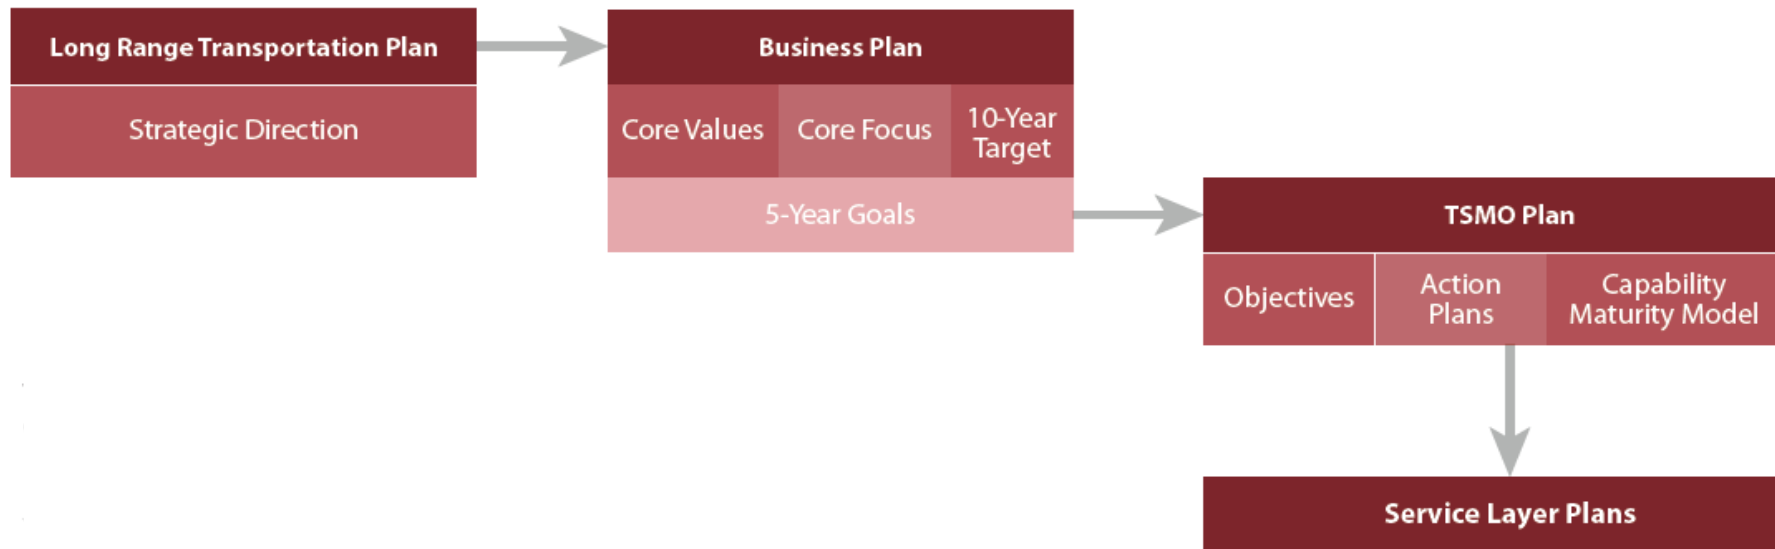 Long Range Transportation Plan
Strategic Direction
Business Plan
Core Values
Core Focus
10-Year
Target
5-Year Goals
TSMO Plan
Objectives
Action
Plans
Capability
Maturity Model
Service Layer Plans